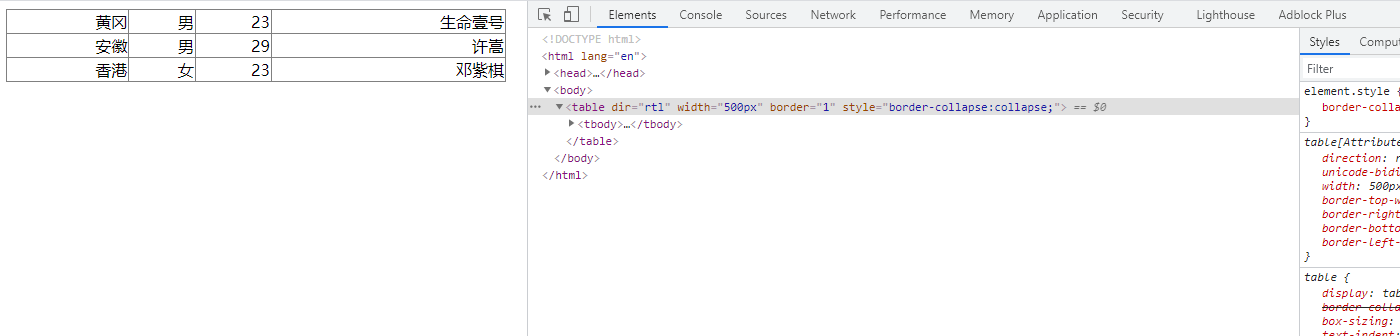 黄冈 男 23 生命壹号
安徽 男 29 许嵩
香港 女 23 邓紫棋
Elements Console Sources Network Performance Memory Application Security Lighthouse Adblock Plus
<!DOCTYPE html>
<html lang="en">
<head>…</head>
<body>
<table dir="rtl" width="500px" border="1" style="border-collapse:collapse;"> == $0
<tbody>…</tbody>
</table>
</body>
</html>
Styles Comput
Filter
element.style {
border-colla
}
table[Attribute
direction: r
unicode-bidi
width: 500px
border-top-w
border-right
border-botto
border-left-
}
table {
display: tab
border-colla
box-sizing:
text-indent: